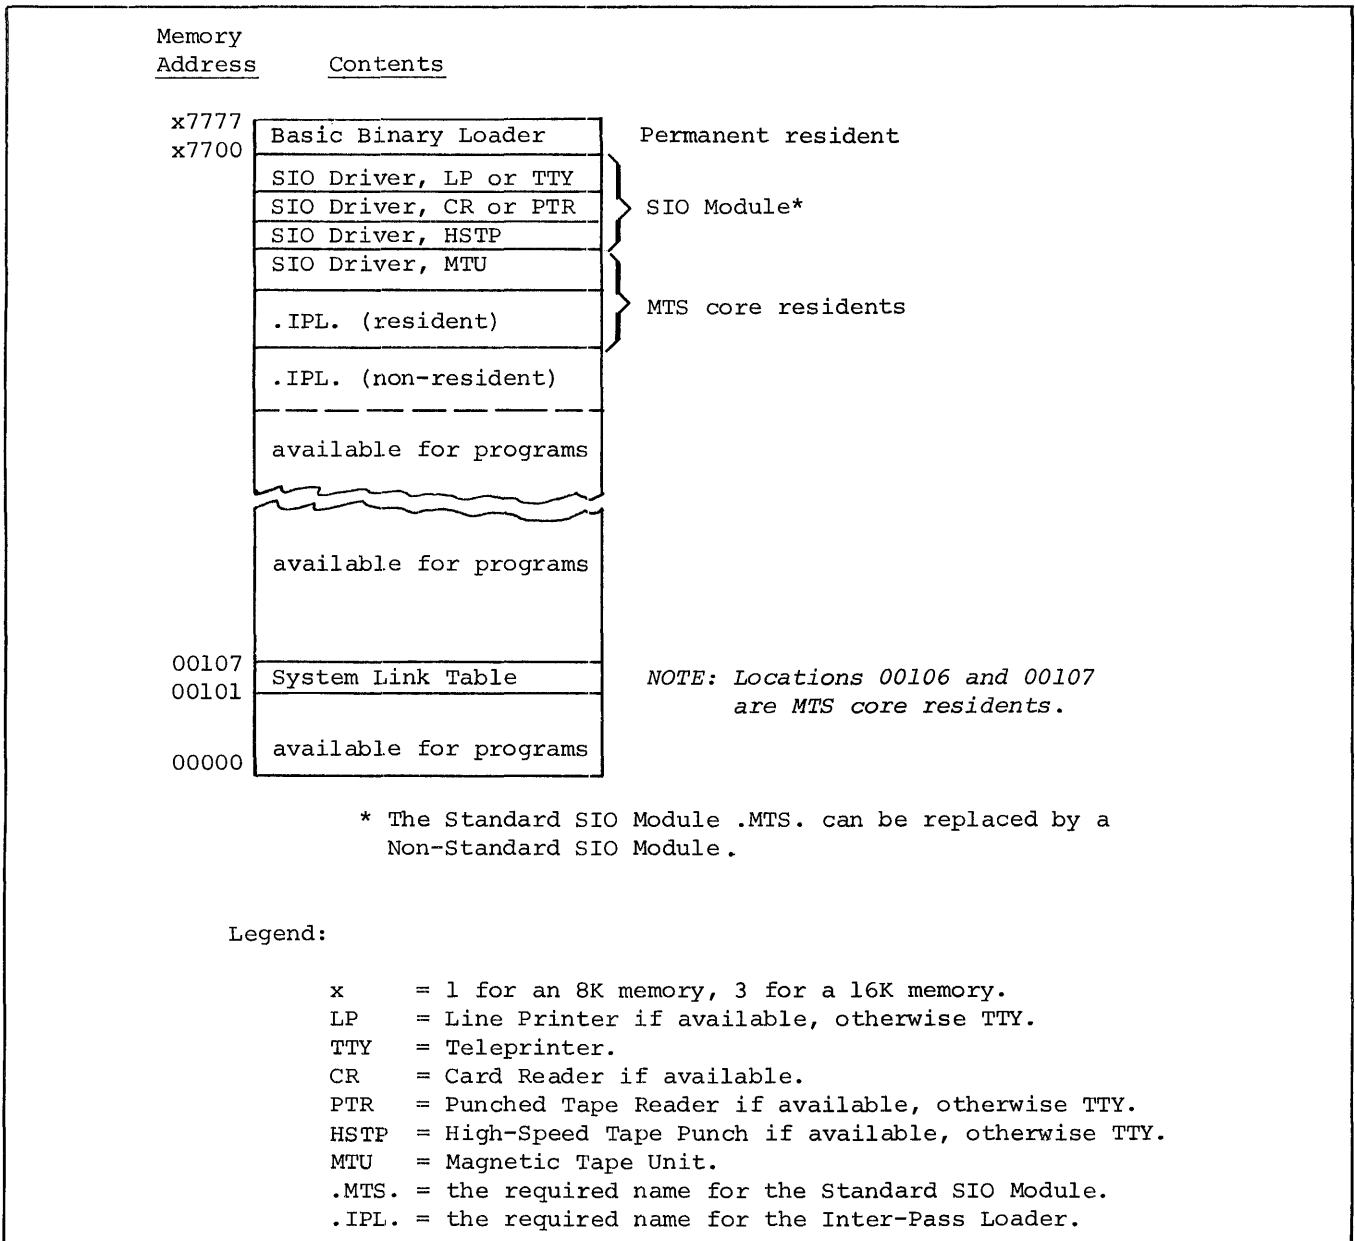 Memory
Address Contents
x7777
Basic Binary Loader Permanent resident
x7700
SIO Driver, LP or TTY
SIO Driver, CR or PTR SIO Module*
SIO Driver, HSTP
SIO Driver, MTU
MTS core residents
.IPL. (resident)
.IPL. (non-resident)
available for programs
available for programs
00107
System Link Table NOTE: Locations 00106 and 00107
00101
are MTS core residents.
available for programs
00000
* The Standard SIO Module .MTS. can be replaced by a
Non-Standard SIO Module.
Legend:
x = 1 for an 8K memory, 3 for a 16K memory.
LP = Line Printer if available, otherwise TTY.
TTY = Teleprinter.
CR = Card Reader if available.
PTR = Punched Tape Reader if available, otherwise TTY.
HSTP = High-Speed Tape Punch if available, otherwise TTY.
MTU = Magnetic Tape Unit.
.MTS. = the required name for the Standard SIO Module.
.IPL. = the required name for the Inter-Pass Loader.